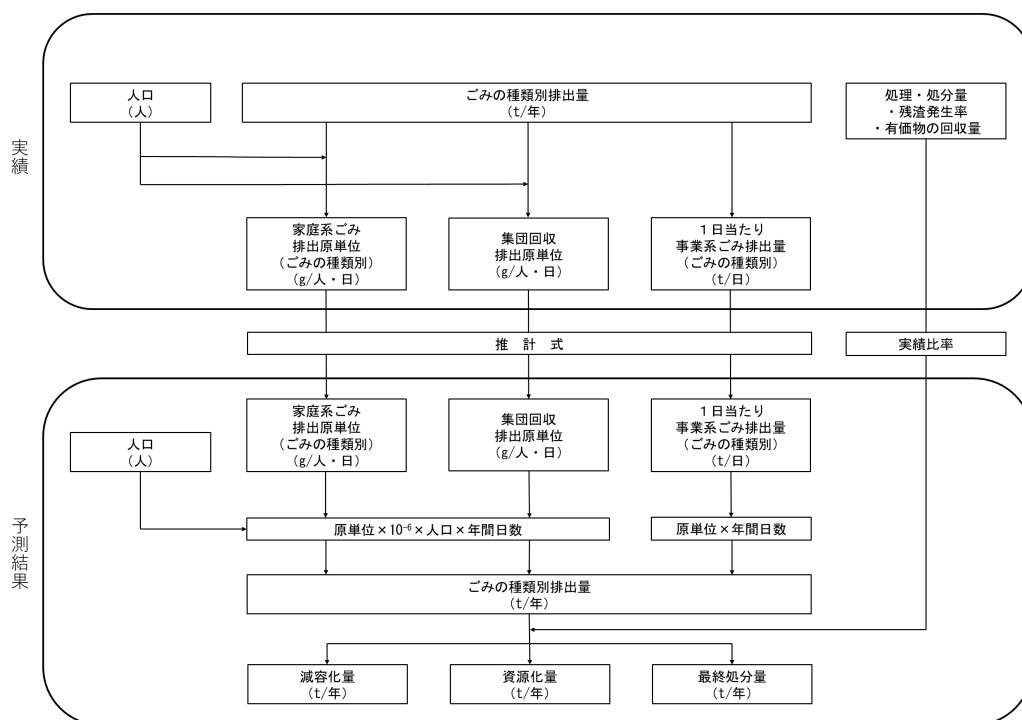 実績
人口
(人)
ごみの種類別排出量
(t/年)
処理・処分量
・残渣発生率
・有価物の回収量
家庭系ごみ
排出原単位
(ごみの種類別)
(g/人・日)
集団回収
排出原単位
(g/人・日)
1日当たり
事業系ごみ排出量
(ごみの種類別)
(t/日)
推 計 式
実績比率
予測結果
人口
(人)
家庭系ごみ
排出原単位
(ごみの種類別)
(g/人・日)
集団回収
排出原単位
(g/人・日)
1日当たり
事業系ごみ排出量
(ごみの種類別)
(t/日)
原単位×10⁻⁶×人口×年間日数
原単位×年間日数
ごみの種類別排出量
(t/年)
減容化量
(t/年)
資源化量
(t/年)
最終処分量
(t/年)